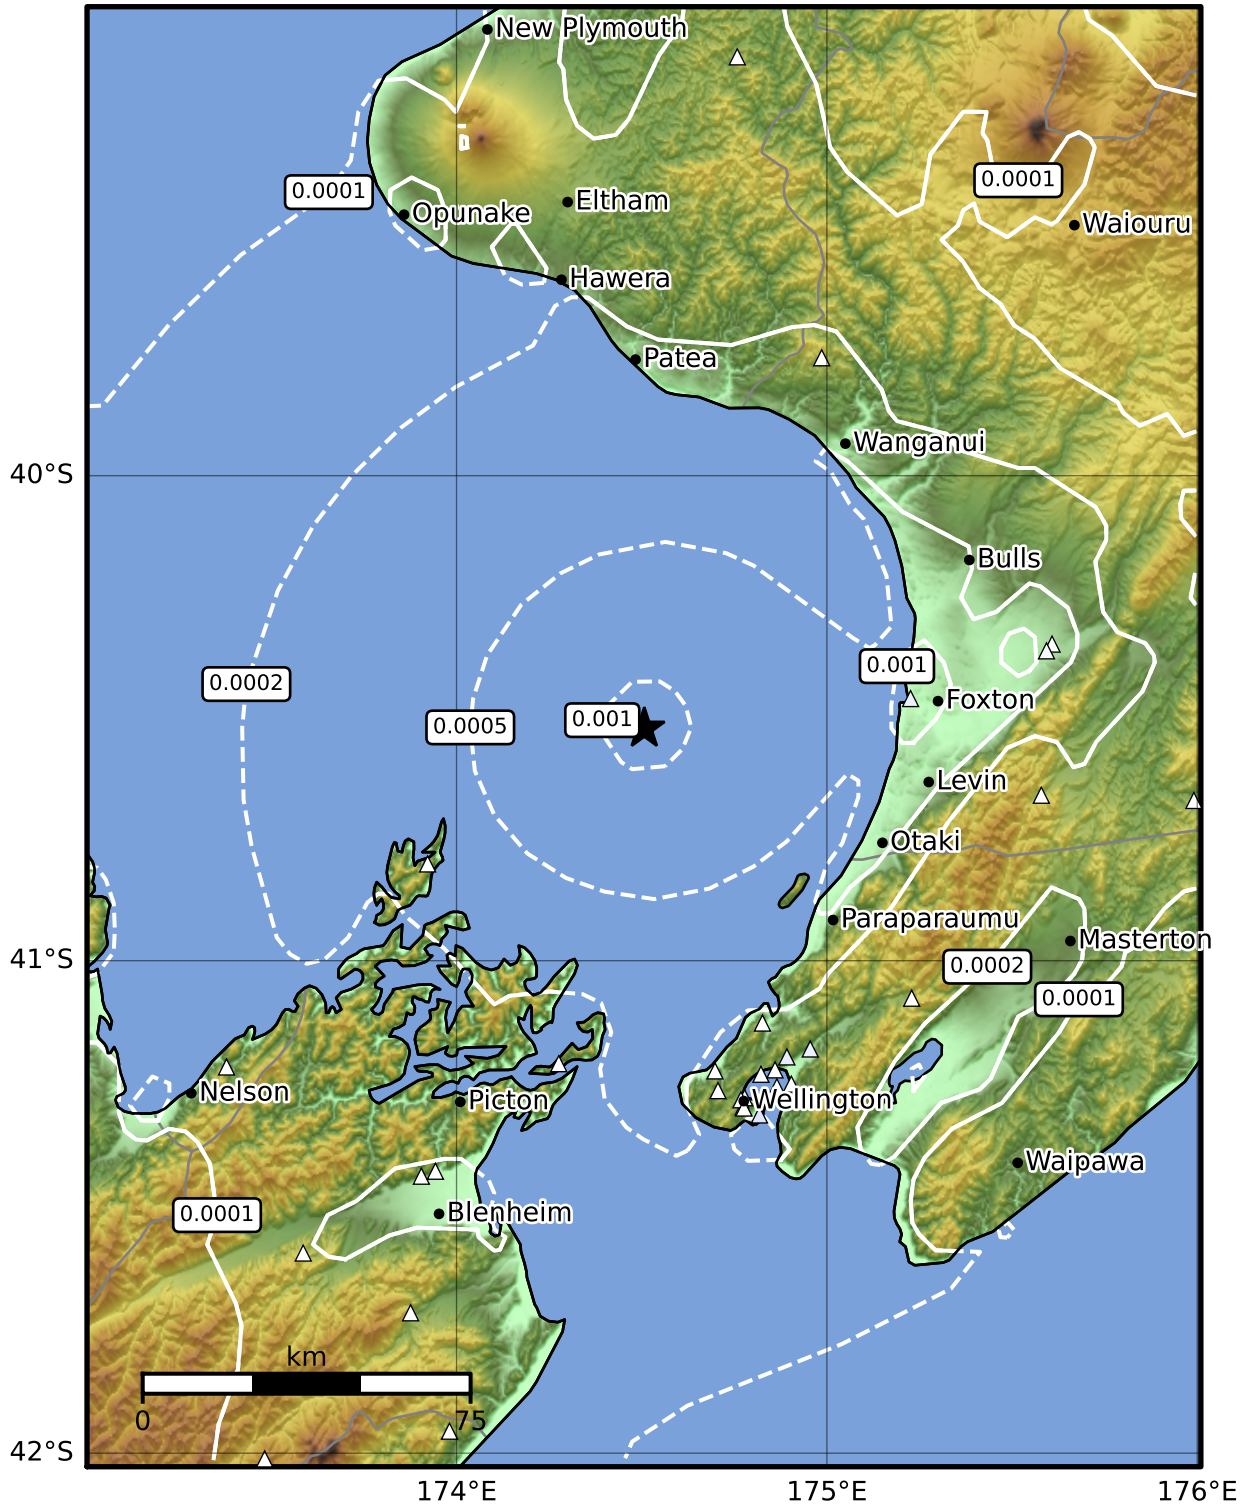 New Plymouth
0.0001
0.0001
Opunake
Eltham
Waiouru
Hawera
Patea
Wanganui
40°S
Bulls
0.001
0.0002
Foxton
0.001
0.0005
Levin
Otaki
Paraparaumu
Masterton
41°S
0.0002
0.0001
Nelson
Picton
Wellington
Waipawa
0.0001
Blenheim
km
0 75
42°S
174°E 175°E 176°E